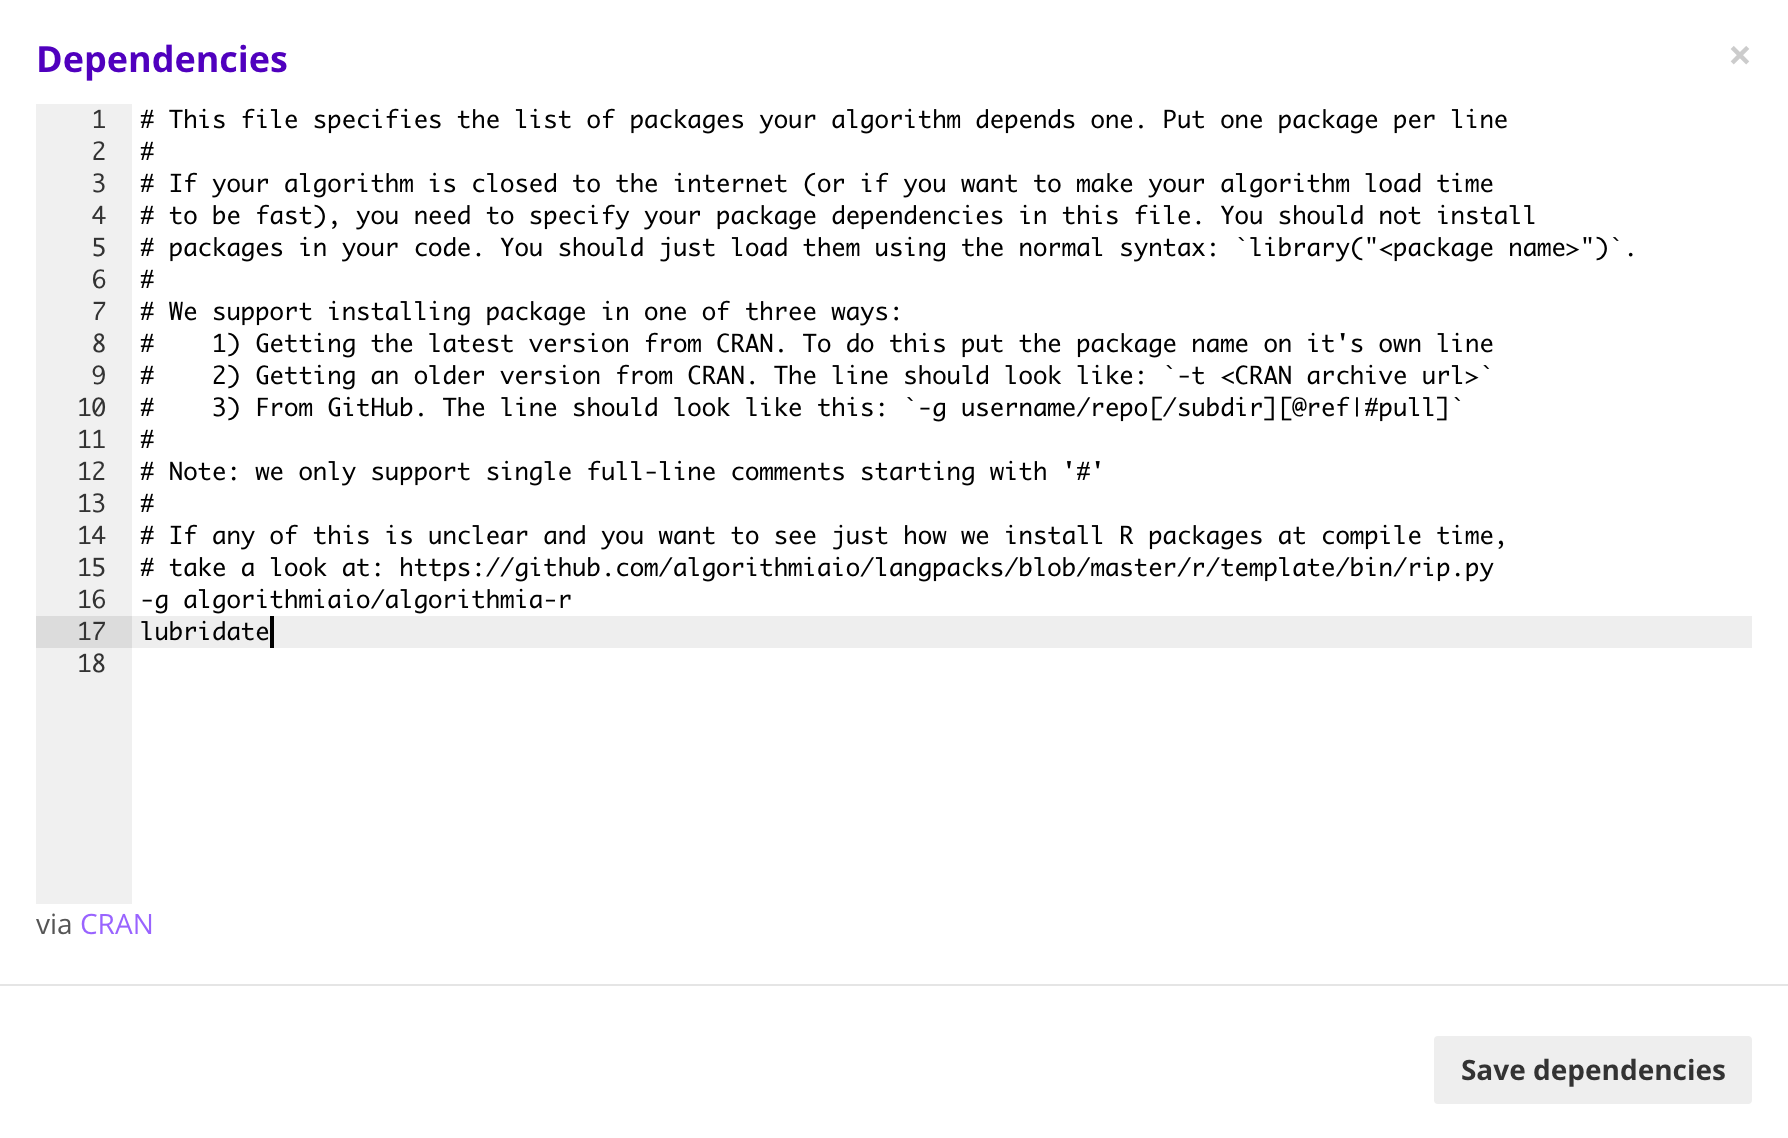 Dependencies
×
1 # This file specifies the list of packages your algorithm depends one. Put one package per line
2 #
3 # If your algorithm is closed to the internet (or if you want to make your algorithm load time
4 # to be fast), you need to specify your package dependencies in this file. You should not install
5 # packages in your code. You should just load them using the normal syntax: `library("<package name>")`.
6 #
7 # We support installing package in one of three ways:
8 #    1) Getting the latest version from CRAN. To do this put the package name on it's own line
9 #    2) Getting an older version from CRAN. The line should look like: `-t <CRAN archive url>`
10 #    3) From GitHub. The line should look like this: `-g username/repo[/subdir][@ref|#pull]`
11 #
12 # Note: we only support single full-line comments starting with '#'
13 #
14 # If any of this is unclear and you want to see just how we install R packages at compile time,
15 # take a look at: https://github.com/algorithmiaio/langpacks/blob/master/r/template/bin/rip.py
16 -g algorithmiaio/algorithmia-r
17 lubridate
18
via CRAN
Save dependencies